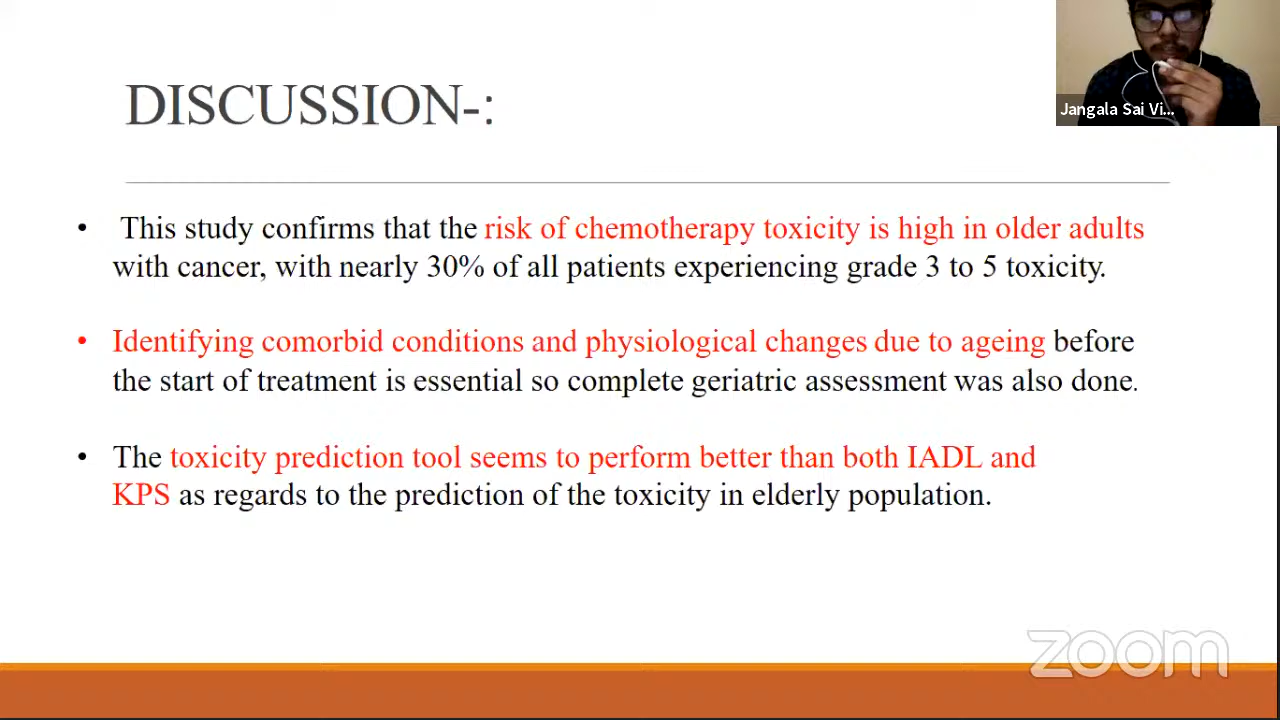 DISCUSSION-:
Jangala Sai Vi...
• This study confirms that the risk of chemotherapy toxicity is high in older adults
with cancer, with nearly 30% of all patients experiencing grade 3 to 5 toxicity.
• Identifying comorbid conditions and physiological changes due to ageing before
the start of treatment is essential so complete geriatric assessment was also done.
• The toxicity prediction tool seems to perform better than both IADL and
KPS as regards to the prediction of the toxicity in elderly population.
zoom